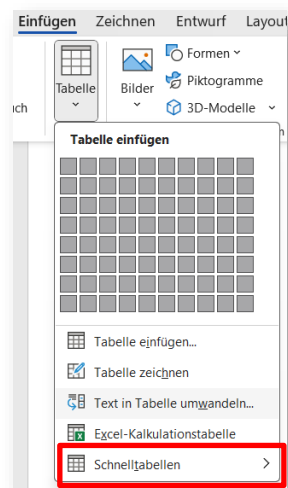 Einfügen Zeichnen Entwurf Layout
Tabelle
Bilder
Formen
Piktogramme
3D-Modelle
Tabelle einfügen
Tabelle einfügen...
Tabelle zeichnen
Text in Tabelle umwandeln...
Excel-Kalkulationstabelle
Schnelltabellen